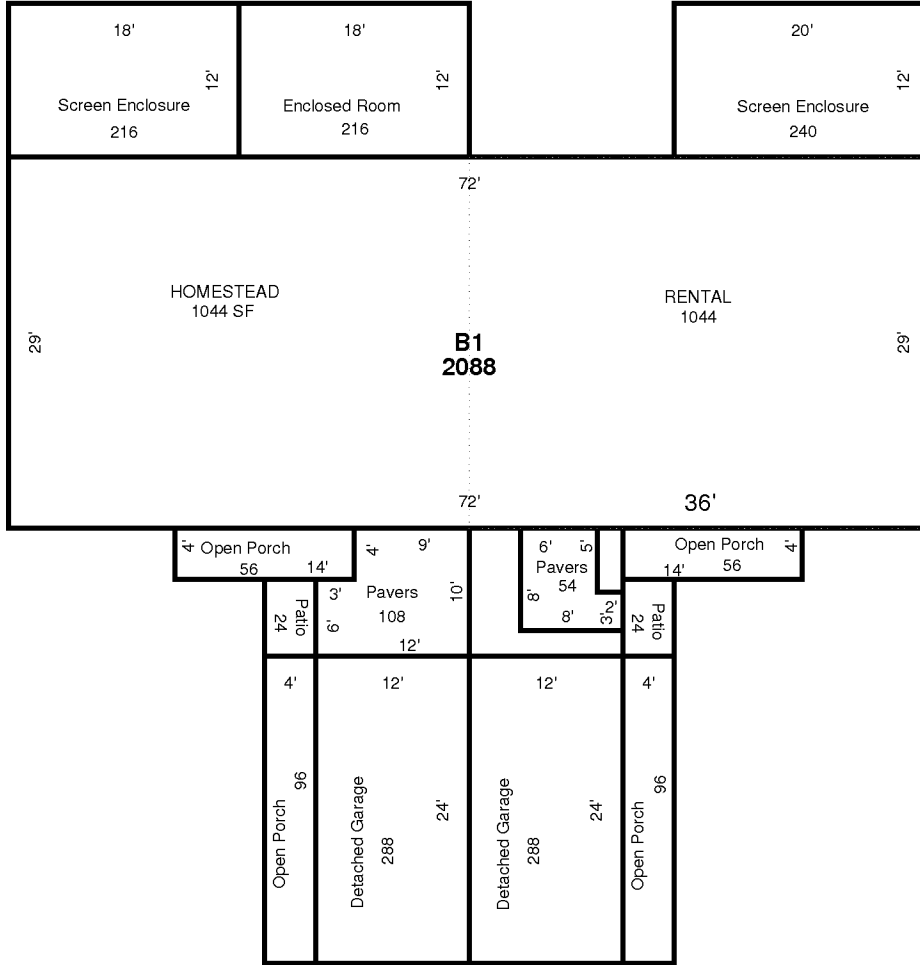 18'
18'
20'
12'
12'
12'
Screen Enclosure
216
Enclosed Room
216
Screen Enclosure
240
72'
HOMESTEAD
1044 SF
RENTAL
1044
29'
B1
2088
29'
72'
36'
4'
Open Porch
56
14'
4'
9'
3'
Pavers
108
6'
10'
12'
6'
5'
Pavers
54
8'
8'
2'
3'
Open Porch
4'
56
14'
Patio
24
Patio
24
4'
12'
12'
4'
Open Porch
96
Detached Garage
288
24'
Detached Garage
288
24'
Open Porch
96